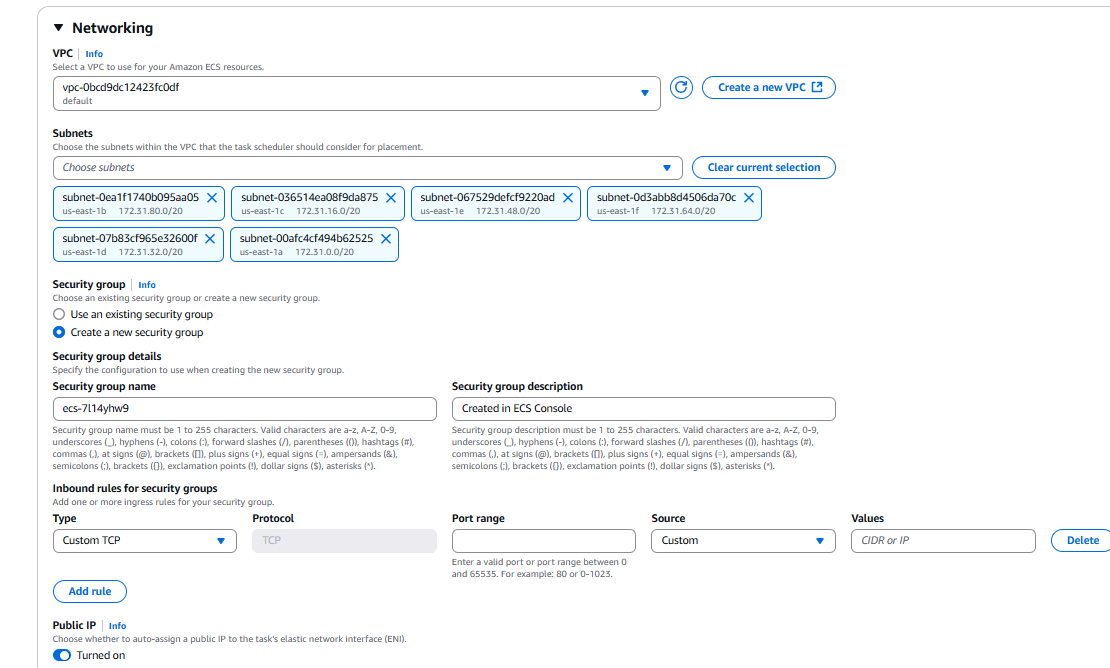 Networking
VPC Info
Select a VPC to use for your Amazon ECS resources.
vpc-0bcd9dc12423fc0df
default
Create a new VPC
Subnets
Choose the subnets within the VPC that the task scheduler should consider for placement.
Choose subnets
Clear current selection
subnet-0ea1f1740b095aa05 subnet-036514ea08f9da875 subnet-067529defcf9220ad subnet-0d3abb8d4506da70c
us-east-1b 172.31.80.0/20 us-east-1c 172.31.16.0/20 us-east-1e 172.31.48.0/20 us-east-1f 172.31.64.0/20
subnet-07b83cf965e32600f subnet-00afc4cf494b62525
us-east-1d 172.31.32.0/20 us-east-1a 172.31.0.0/20
Security group Info
Choose an existing security group or create a new security group.
Use an existing security group
Create a new security group
Security group details
Specify the configuration to use when creating the new security group.
Security group name
ecs-7l14yhw9
Security group name must be 1 to 255 characters. Valid characters are a-z, A-Z, 0-9,
underscores (_), hyphens (-), colons (:), forward slashes (/), parentheses (()), hashtags (#),
commas (,), at signs (@), brackets ([]), plus signs (+), equal signs (=), ampersands (&),
semicolons (;), brackets ({}), exclamation points (!), dollar signs ($), asterisks (*).
Security group description
Created in ECS Console
Security group description must be 1 to 255 characters. Valid characters are a-z, A-Z, 0-9,
underscores (_), hyphens (-), colons (:), forward slashes (/), parentheses (()), hashtags (#),
commas (,), at signs (@), brackets ([]), plus signs (+), equal signs (=), ampersands (&),
semicolons (;), brackets ({}), exclamation points (!), dollar signs ($), asterisks (*).
Inbound rules for security groups
Add one or more ingress rules for your security group.
Type Protocol Port range Source Values
Custom TCP TCP Custom CIDR or IP Delete
Enter a valid port or port range between 0
and 65535. For example: 80 or 0-1023.
Add rule
Public IP Info
Choose whether to auto-assign a public IP to the task's elastic network interface (ENI).
Turned on